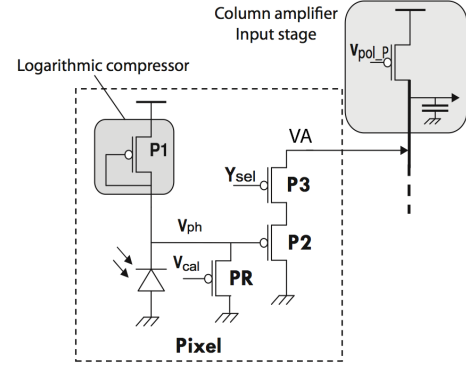 Column amplifier
Input stage
Vpol_P
Logarithmic compressor
P1
VA
Ysel
P3
Vph
P2
Vcal
PR
Pixel